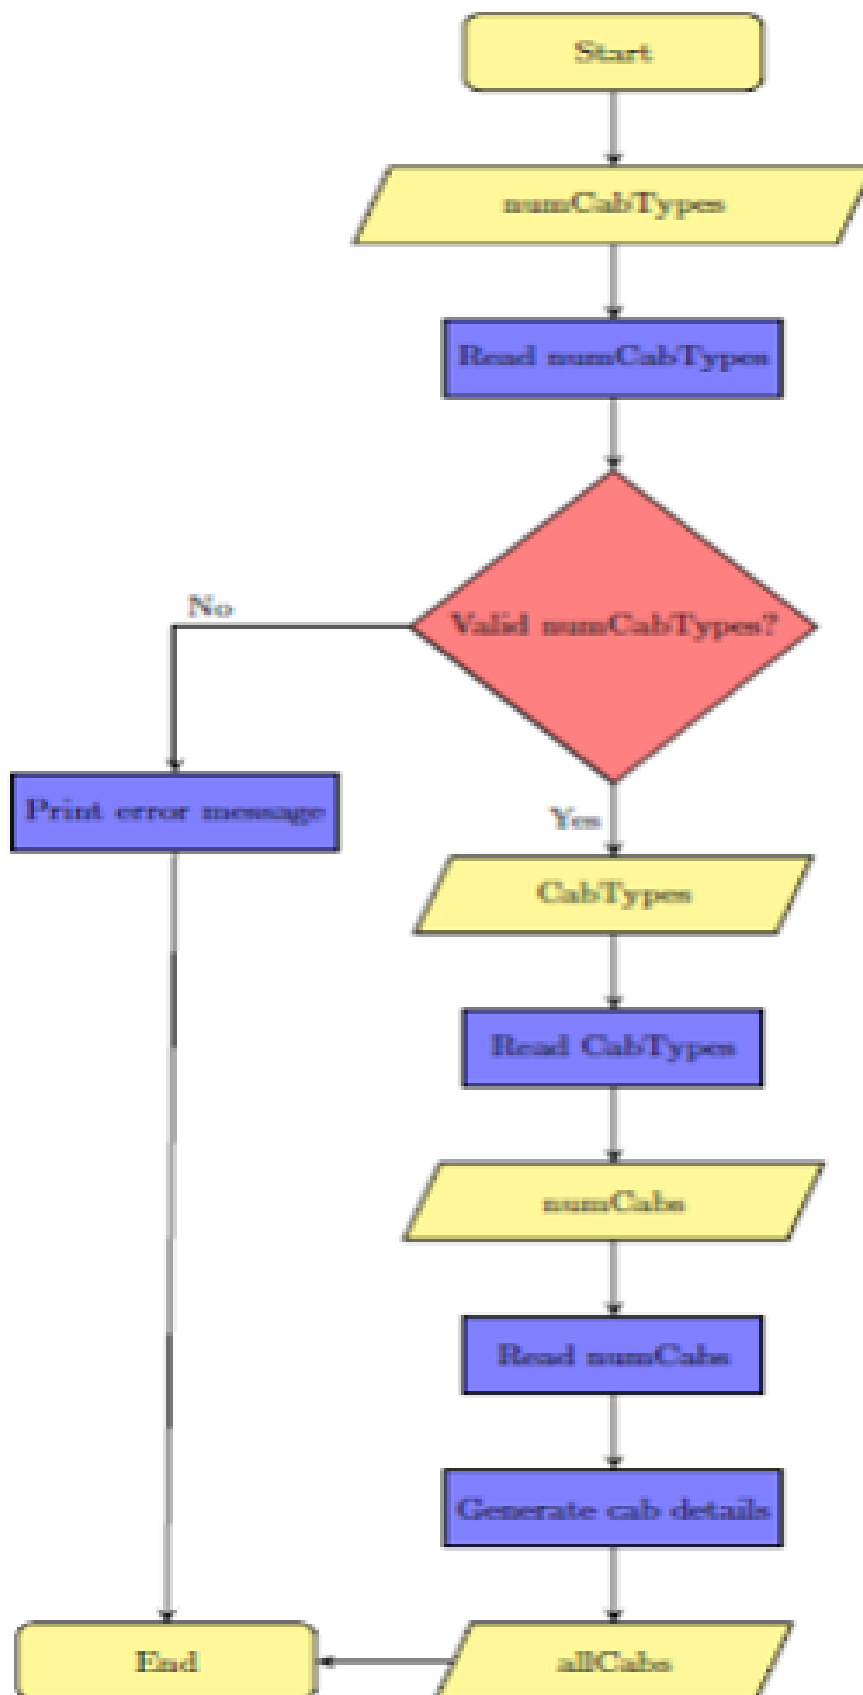 Start
numCabTypes
Read numCabTypes
Valid numCabTypes?
No
Print error message
Yes
CabTypes
Read CabTypes
numCabs
Read numCabs
Generate cab details
allCabs
End